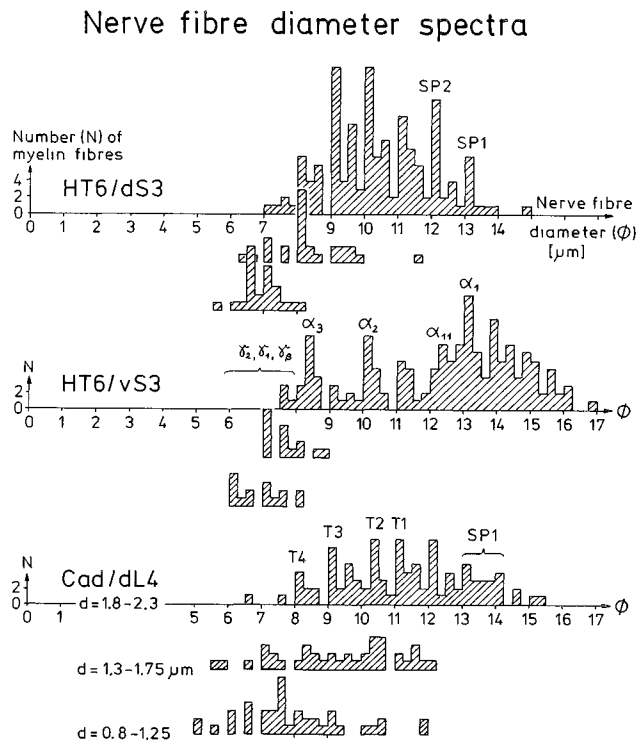 Nerve fibre diameter spectra
SP2
SP1
Number (N) of
myelin fibres
4
2
0
HT6/dS3
Nerve fibre
diameter (Φ)
[μm]
0 1 2 3 4 5 6 7 8 9 10 11 12 13
α₁
α₃
α₂
α₁₁
γ₂, γ₁, γᵦ
N
2
0
HT6/vS3
0 1 2 3 4 5 6 7 8 9 10 11 12 13 14 15 16 17 Φ
T4 T3 T2 T1 SP1
N
2
0
Cad/dL4
d = 1.8-2.3
0 1 5 6 7 8 9 10 11 12 13 14 15 16 Φ
d = 1,3-1,75 μm
d = 0.8-1,25